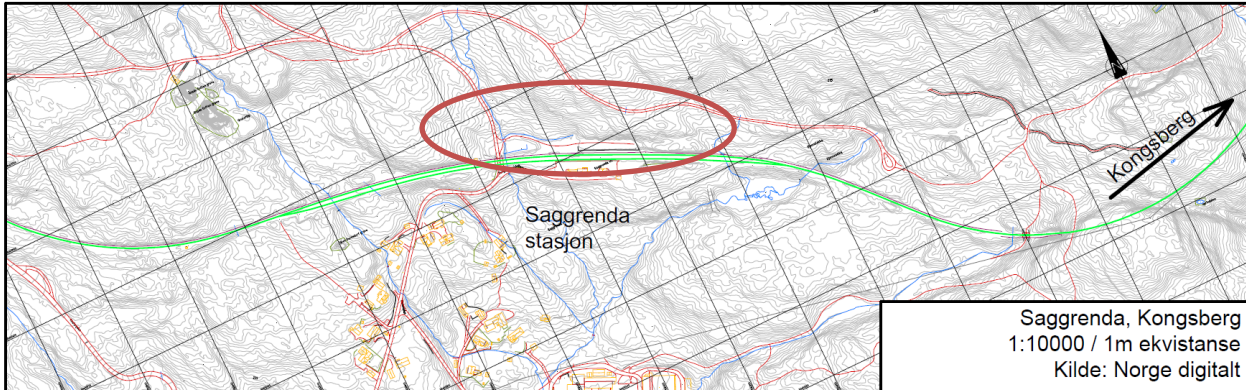 Kongsberg
Saggrenda
stasjon
Saggrenda, Kongsberg
1:10000 / 1m ekvistanse
Kilde: Norge digitalt